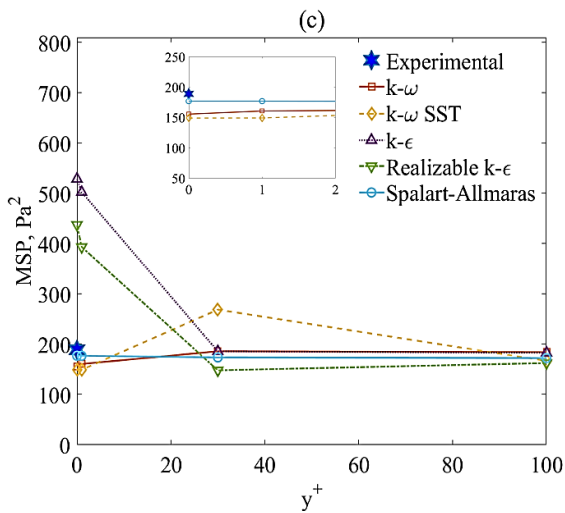 (c)
MSP, Pa²
800
700
600
500
400
300
200
100
0
0 20 40 60 80 100
y⁺
250
200
150
100
50
0 1 2
Experimental
k-ω
k-ω SST
k-ϵ
Realizable k-ϵ
Spalart-Allmaras